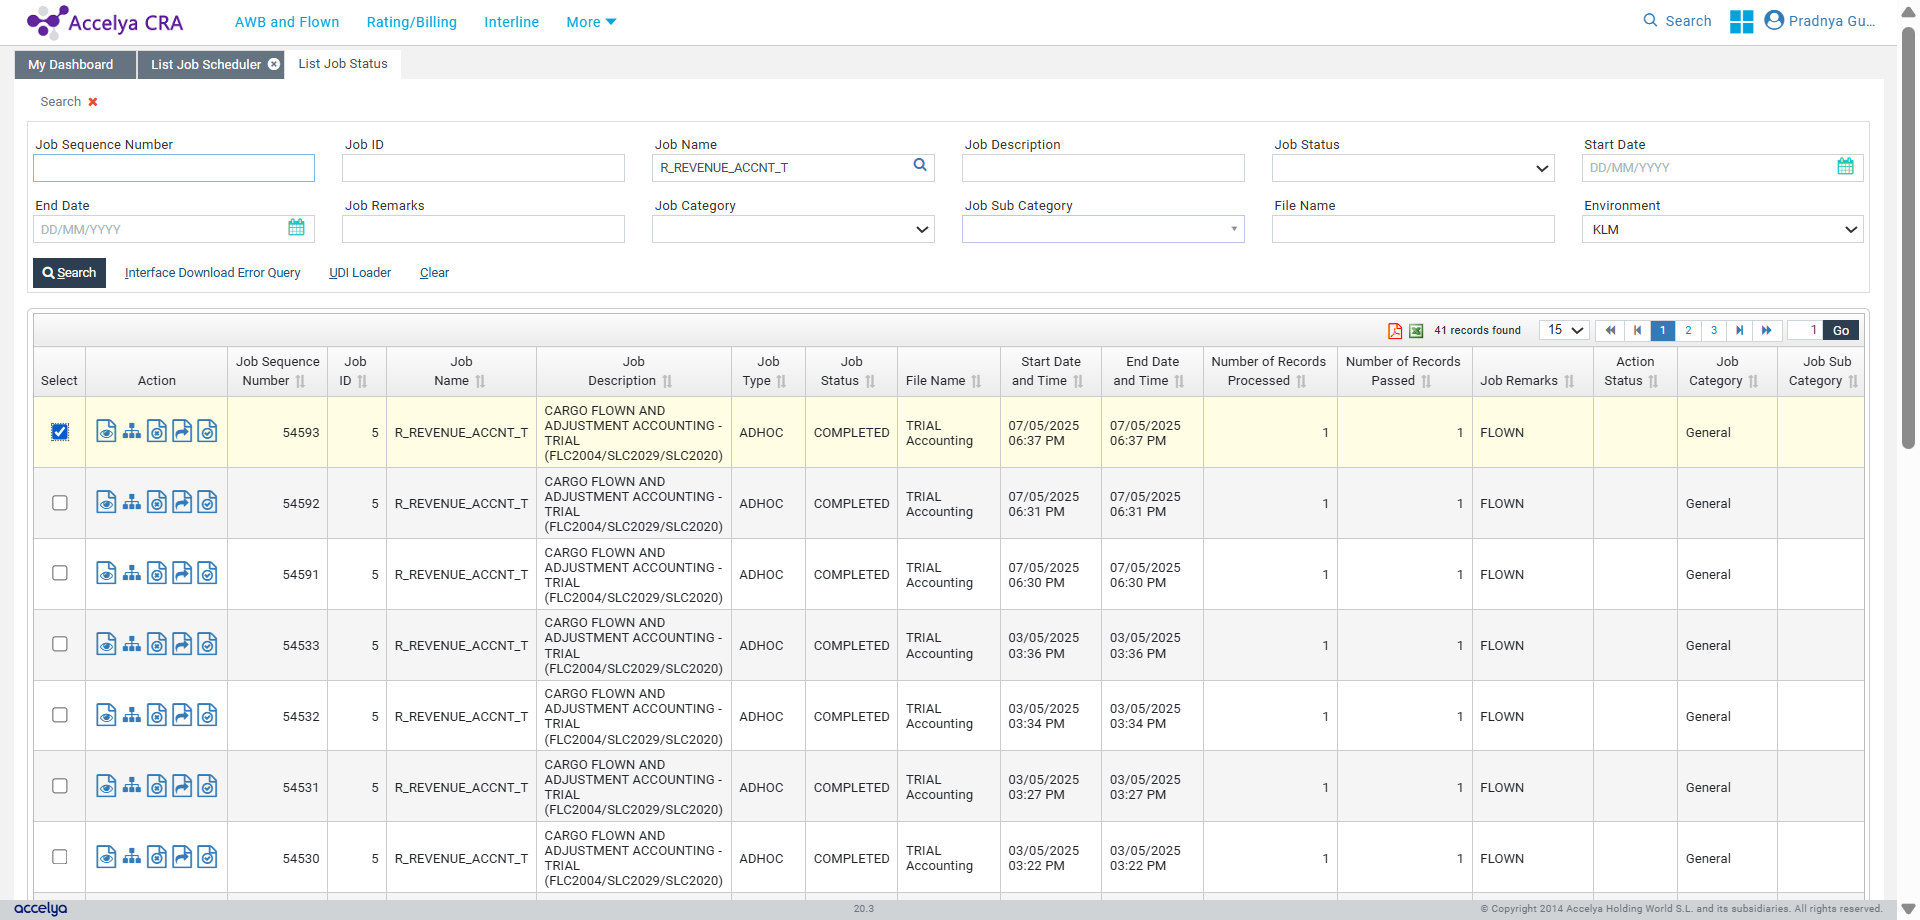 Accelya CRA AWB and Flown Rating/Billing Interline More Search Pradnya Gu...
My Dashboard List Job Scheduler List Job Status
Search
Job Sequence Number Job ID Job Name Job Description Job Status Start Date
R_REVENUE_ACCNT_T DD/MM/YYYY
End Date Job Remarks Job Category Job Sub Category File Name Environment
DD/MM/YYYY KLM
Search Interface Download Error Query UDI Loader Clear
41 records found 15 1 2 3 1 Go
Select Action Job Sequence Number Job ID Job Name Job Description Job Type Job Status File Name Start Date and Time End Date and Time Number of Records Processed Number of Records Passed Job Remarks Action Status Job Category Job Sub Category
54593 5 R_REVENUE_ACCNT_T CARGO FLOWN AND ADJUSTMENT ACCOUNTING - TRIAL (FLC2004/SLC2029/SLC2020) ADHOC COMPLETED TRIAL Accounting 07/05/2025 06:37 PM 07/05/2025 06:37 PM 1 1 FLOWN General
54592 5 R_REVENUE_ACCNT_T CARGO FLOWN AND ADJUSTMENT ACCOUNTING - TRIAL (FLC2004/SLC2029/SLC2020) ADHOC COMPLETED TRIAL Accounting 07/05/2025 06:31 PM 07/05/2025 06:31 PM 1 1 FLOWN General
54591 5 R_REVENUE_ACCNT_T CARGO FLOWN AND ADJUSTMENT ACCOUNTING - TRIAL (FLC2004/SLC2029/SLC2020) ADHOC COMPLETED TRIAL Accounting 07/05/2025 06:30 PM 07/05/2025 06:30 PM 1 1 FLOWN General
54533 5 R_REVENUE_ACCNT_T CARGO FLOWN AND ADJUSTMENT ACCOUNTING - TRIAL (FLC2004/SLC2029/SLC2020) ADHOC COMPLETED TRIAL Accounting 03/05/2025 03:36 PM 03/05/2025 03:36 PM 1 1 FLOWN General
54532 5 R_REVENUE_ACCNT_T CARGO FLOWN AND ADJUSTMENT ACCOUNTING - TRIAL (FLC2004/SLC2029/SLC2020) ADHOC COMPLETED TRIAL Accounting 03/05/2025 03:34 PM 03/05/2025 03:34 PM 1 1 FLOWN General
54531 5 R_REVENUE_ACCNT_T CARGO FLOWN AND ADJUSTMENT ACCOUNTING - TRIAL (FLC2004/SLC2029/SLC2020) ADHOC COMPLETED TRIAL Accounting 03/05/2025 03:27 PM 03/05/2025 03:27 PM 1 1 FLOWN General
54530 5 R_REVENUE_ACCNT_T CARGO FLOWN AND ADJUSTMENT ACCOUNTING - TRIAL (FLC2004/SLC2029/SLC2020) ADHOC COMPLETED TRIAL Accounting 03/05/2025 03:22 PM 03/05/2025 03:22 PM 1 1 FLOWN General
accelya 20.3 © Copyright 2014 Accelya Holding World S.L. and its subsidiaries. All rights reserved.